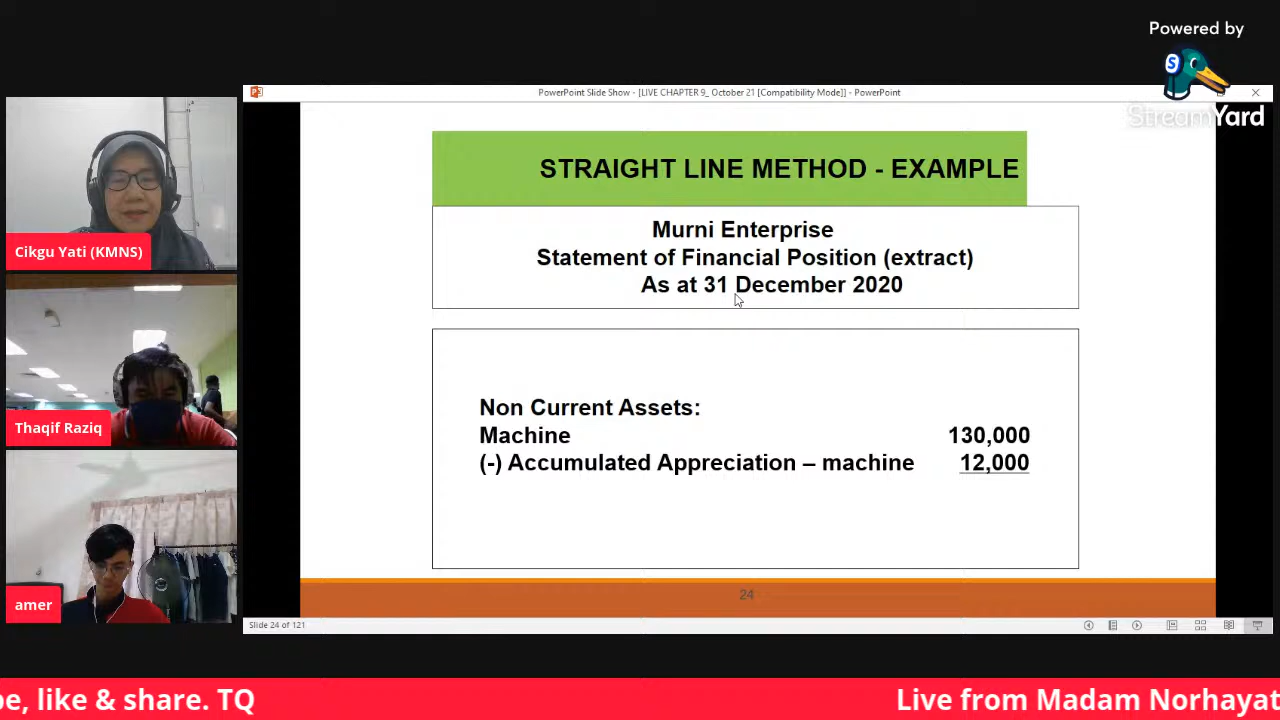 Powered by
StreamYard
PowerPoint Slide Show - [LIVE CHAPTER 9_ October 21 [Compatibility Mode]] - PowerPoint
STRAIGHT LINE METHOD - EXAMPLE
Murni Enterprise
Statement of Financial Position (extract)
As at 31 December 2020
Non Current Assets:
Machine 130,000
(-) Accumulated Appreciation – machine 12,000
24
Slide 24 of 121
Cikgu Yati (KMNS)
Thaqif Raziq
amer
be, like & share. TQ
Live from Madam Norhayat